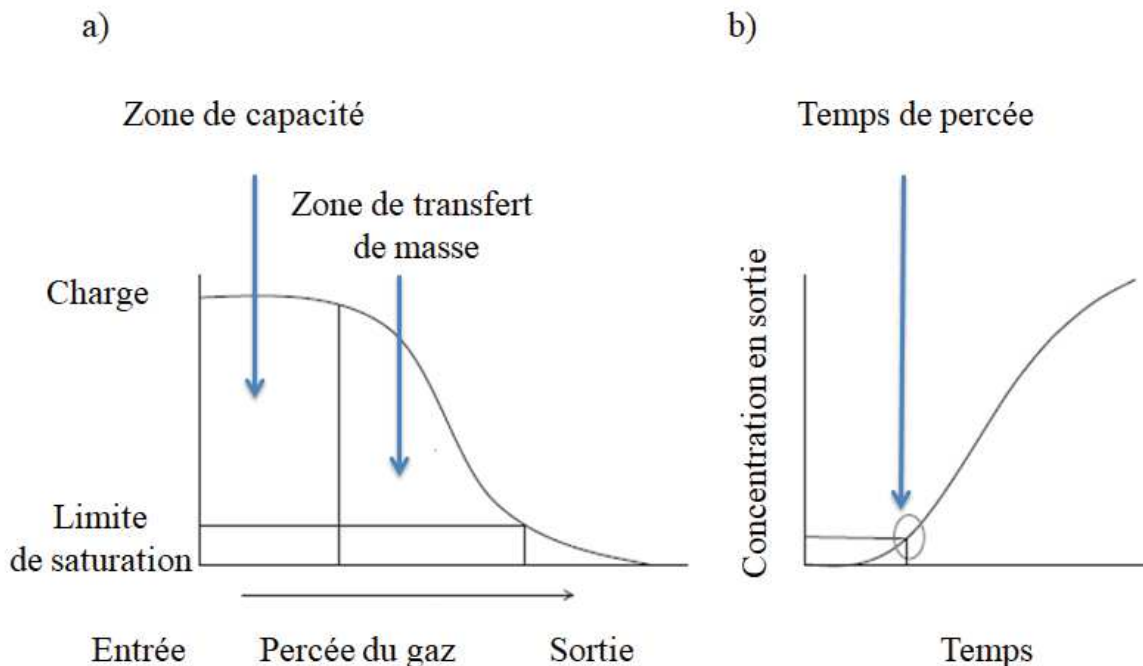 a)
Zone de capacité
Zone de transfert
de masse
Charge
Limite
de saturation
Entrée
Percée du gaz
Sortie
b)
Temps de percée
Concentration en sortie
Temps